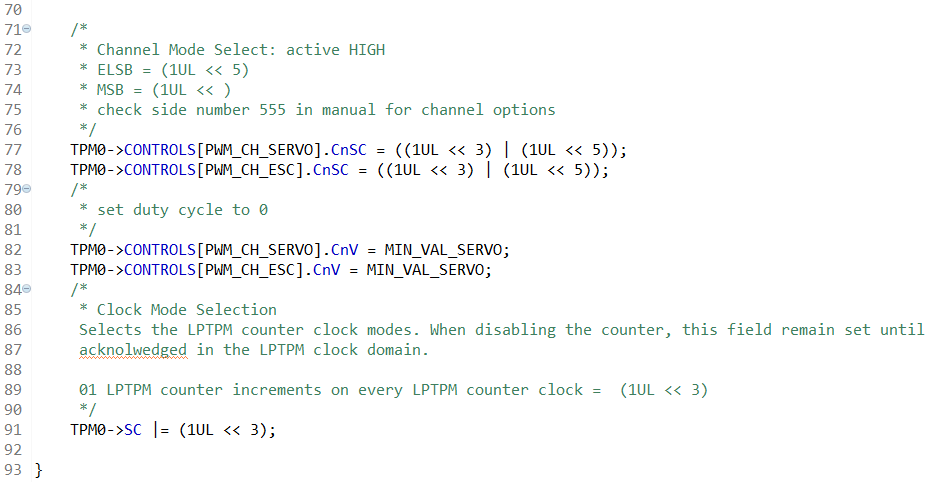 70
71 /*
72 * Channel Mode Select: active HIGH
73 * ELSB = (1UL << 5)
74 * MSB = (1UL << )
75 * check side number 555 in manual for channel options
76 */
77 TPM0->CONTROLS[PWM_CH_SERVO].CnSC = ((1UL << 3) | (1UL << 5));
78 TPM0->CONTROLS[PWM_CH_ESC].CnSC = ((1UL << 3) | (1UL << 5));
79 /*
80 * set duty cycle to 0
81 */
82 TPM0->CONTROLS[PWM_CH_SERVO].CnV = MIN_VAL_SERVO;
83 TPM0->CONTROLS[PWM_CH_ESC].CnV = MIN_VAL_SERVO;
84 /*
85 * Clock Mode Selection
86 Selects the LPTPM counter clock modes. When disabling the counter, this field remain set until
87 acknolwedged in the LPTPM clock domain.
88
89 01 LPTPM counter increments on every LPTPM counter clock =  (1UL << 3)
90 */
91 TPM0->SC |= (1UL << 3);
92
93 }